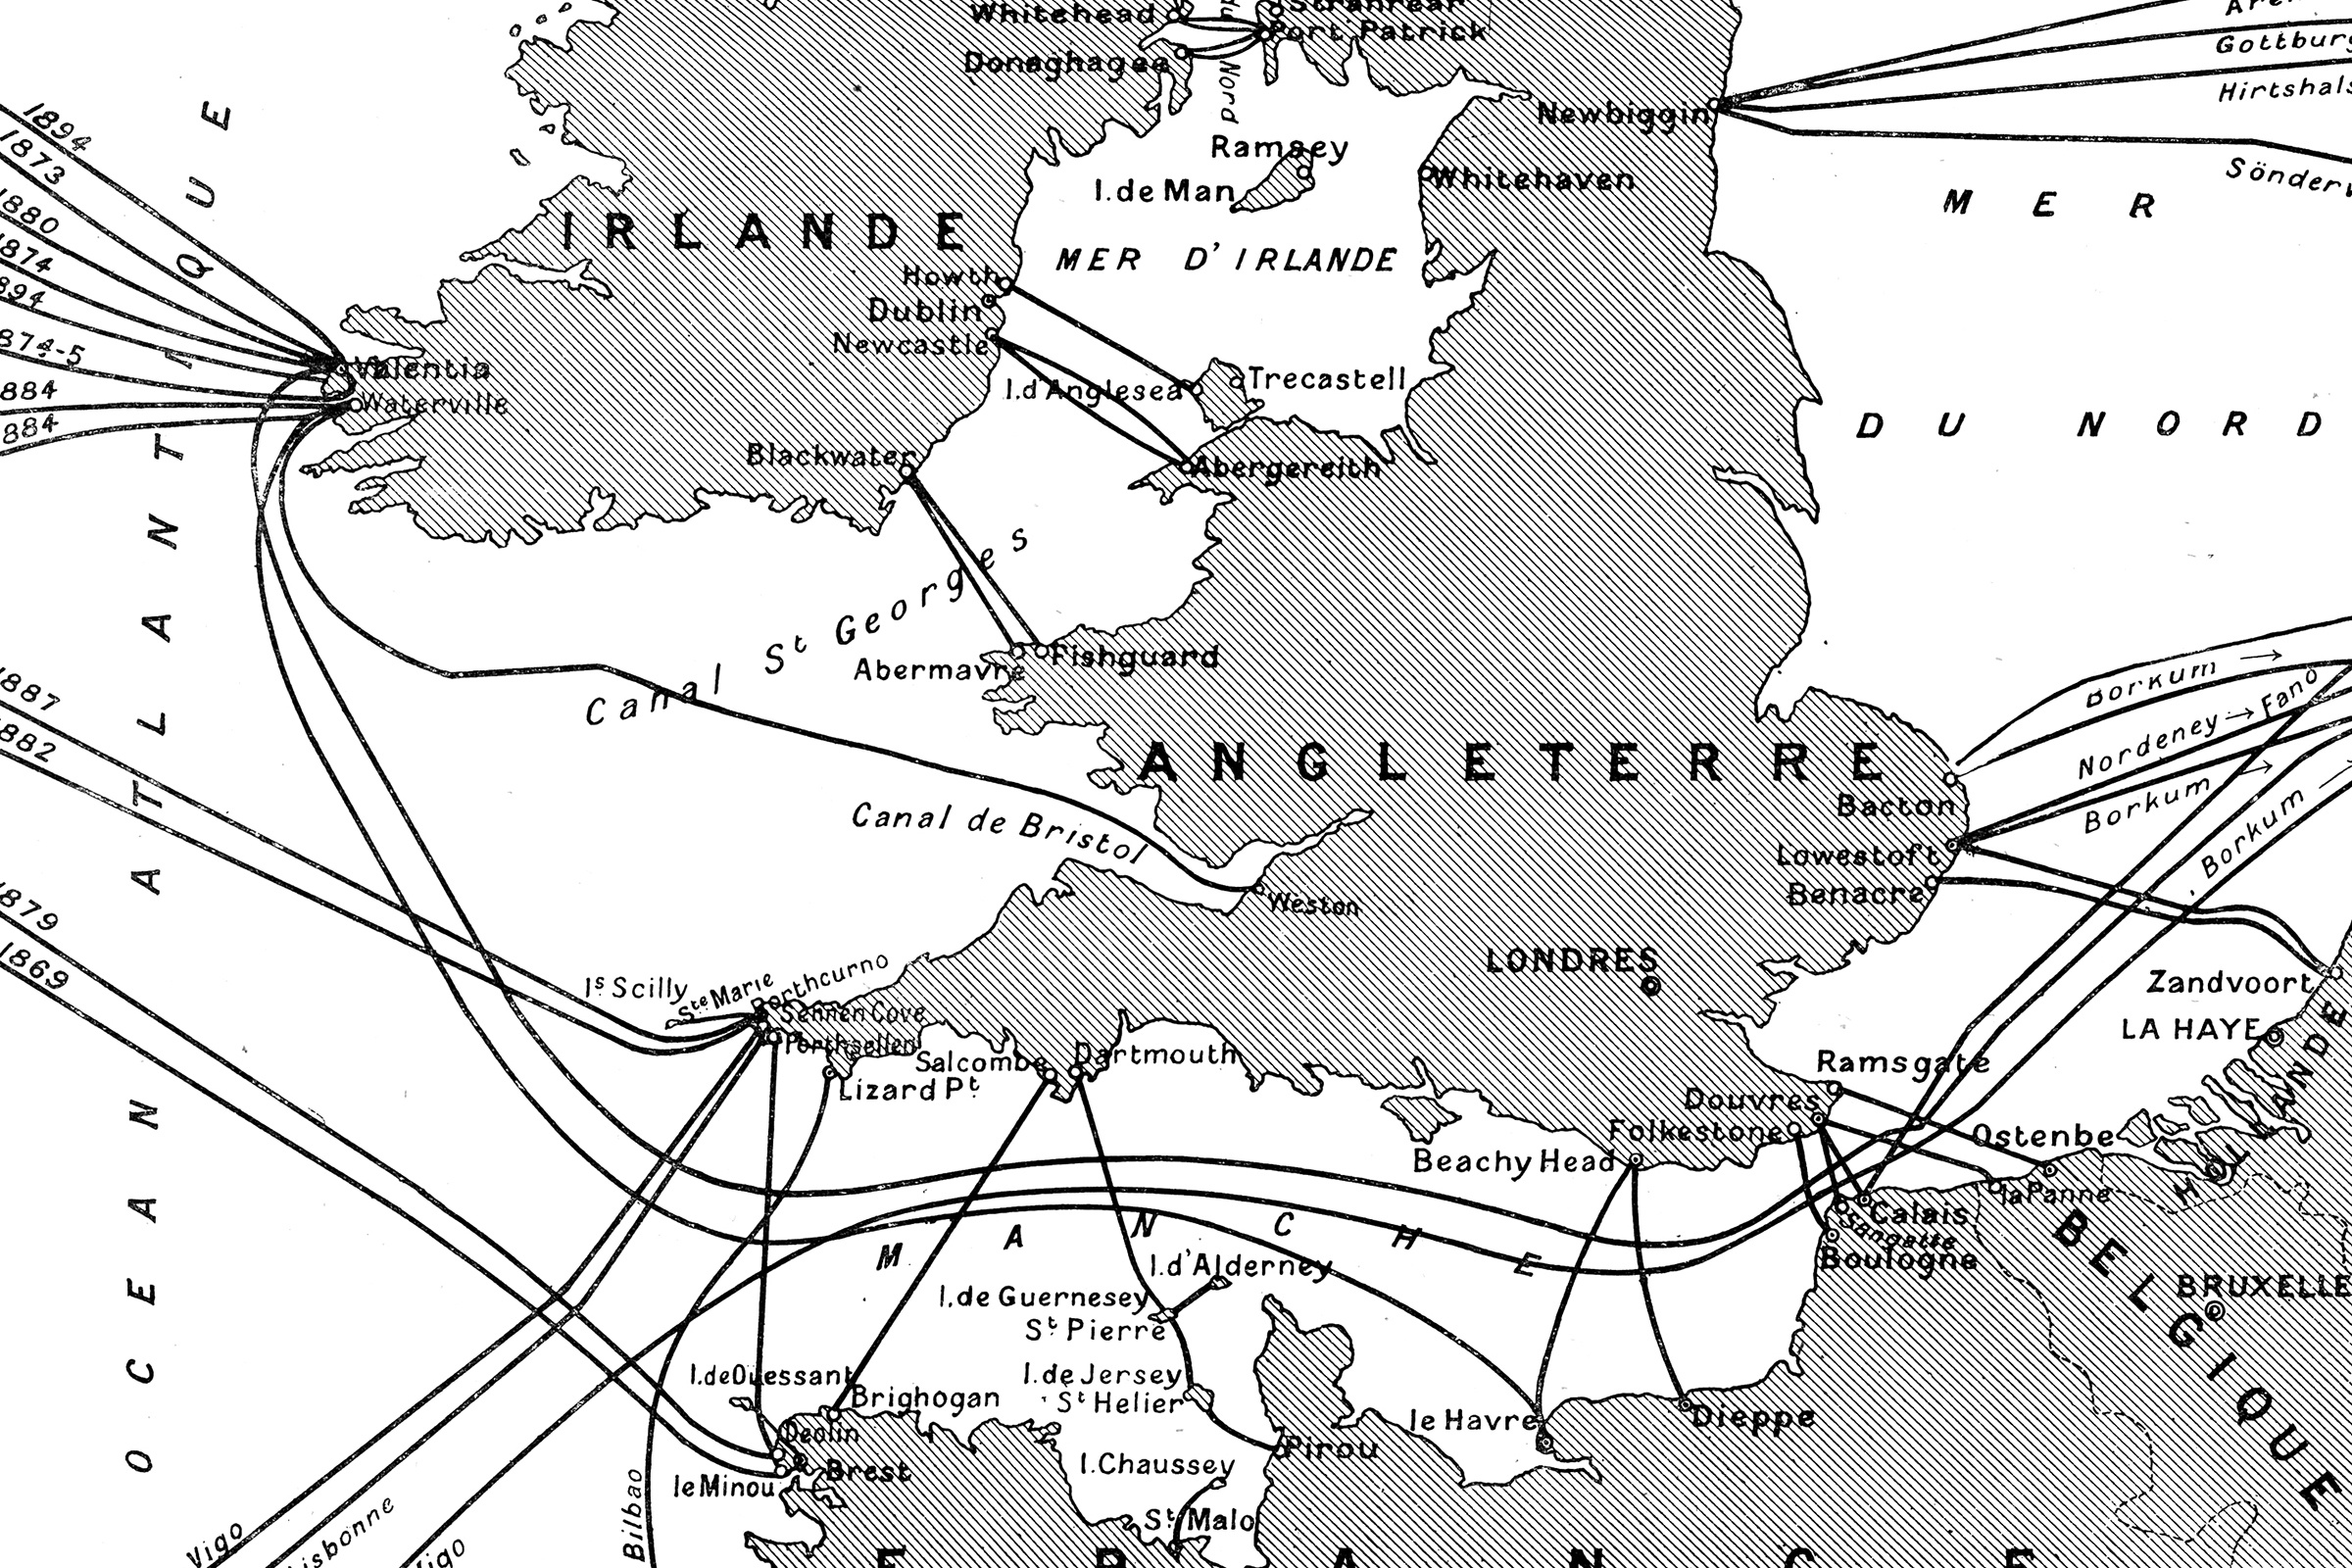 Whitehead
Stranrear
Port Patrick
Donaghagee
Nord
Gottburg
Hirtshals
Newbiggin
Ramsey
I. de Man
Whitehaven
MER
DU NORD
1894
1873
1880
1874
1894
1874-5
1884
1884
IRLANDE
MER D'IRLANDE
Howth
Dublin
Newcastle
I.d'Anglesea
Trecastell
Valentia
Waterville
Blackwater
Abergereith
Canal St Georges
Abermavre
Fishguard
OCEAN ATLANTIQUE
1887
1882
1879
1869
ANGLETERRE
Canal de Bristol
Weston
Borkum →
Nordeney → Fano
Borkum →
Borkum →
Bacton
Lowestoft
Benacre
LONDRES
Is Scilly
Ste Marie
Porthcurno
Sennen Cove
Porthsellen
Lizard Pt
Salcombe
Dartmouth
Zandvoort
LA HAYE
Ramsgate
Douvres
Folkestone
Beachy Head
Ostenbe
la Panne
Calais
Sangatte
Boulogne
BELGIQUE
BRUXELLE
MANCHE
I.d'Alderney
I.de Guernesey
St Pierre
I.de Jersey
St Helier
I.de Ouessant
Brighogan
Deolin
Brest
le Minou
I.Chaussey
St Malo
Pirou
le Havre
Dieppe
Vigo
Lisbonne
Vigo
Bilbao
FRANCE